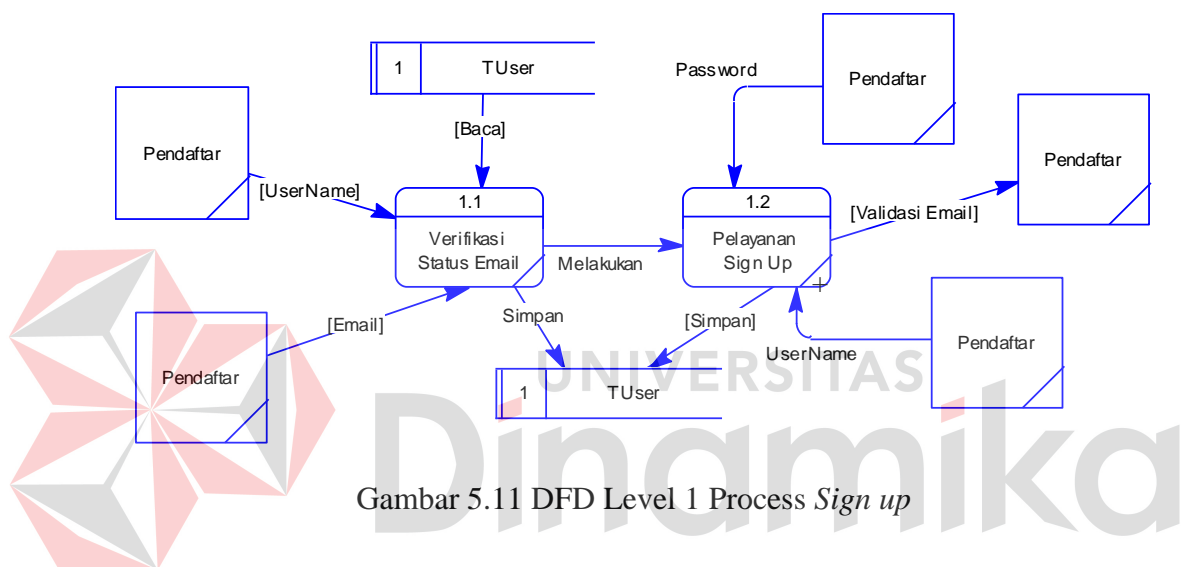 1
TUser
Password
Pendaftar
Pendaftar
[Baca]
Pendaftar
[UserName]
1.1
Verifikasi
Status Email
Melakukan
1.2
Pelayanan
Sign Up
[Validasi Email]
Pendaftar
[Email]
Simpan
[Simpan]
UserName
Pendaftar
Pendaftar
1
TUser
UNIVERSITAS
Dinamika
Gambar 5.11 DFD Level 1 Process Sign up